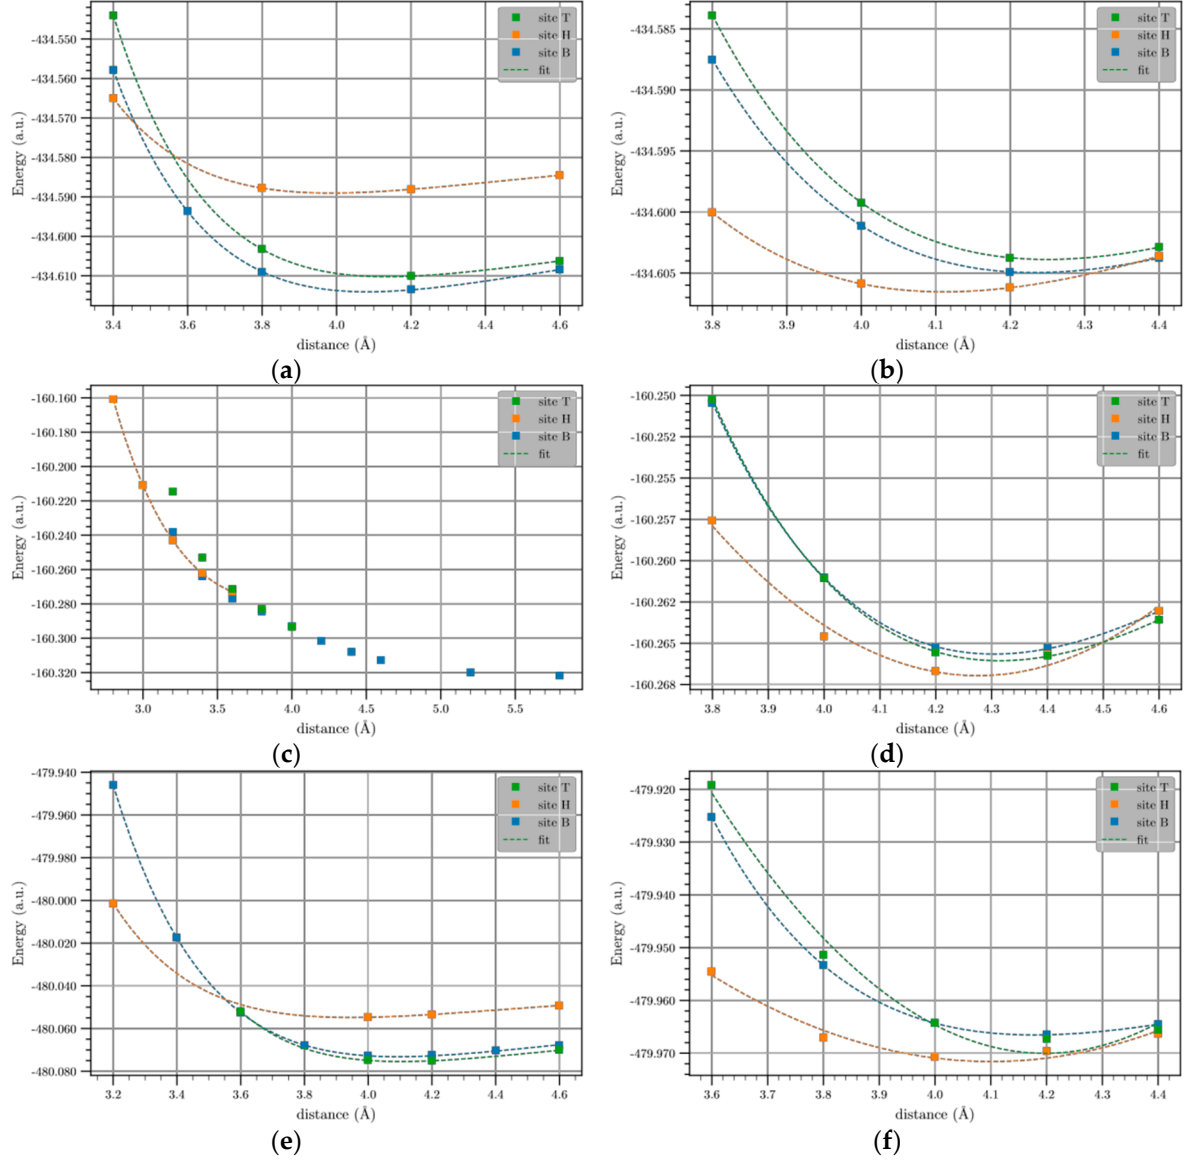 -434.550
-434.560
-434.570
-434.580
-434.590
-434.600
-434.610
Energy (a.u.)
3.4 3.6 3.8 4.0 4.2 4.4 4.6
distance (Å)
site T
site H
site B
fit
(a)
-434.585
-434.590
-434.595
-434.600
-434.605
Energy (a.u.)
3.8 3.9 4.0 4.1 4.2 4.3 4.4
distance (Å)
site T
site H
site B
fit
(b)
-160.160
-160.180
-160.200
-160.220
-160.240
-160.260
-160.280
-160.300
-160.320
Energy (a.u.)
3.0 3.5 4.0 4.5 5.0 5.5
distance (Å)
site T
site H
site B
fit
(c)
-160.250
-160.252
-160.255
-160.257
-160.260
-160.262
-160.265
-160.268
Energy (a.u.)
3.8 3.9 4.0 4.1 4.2 4.3 4.4 4.5 4.6
distance (Å)
site T
site H
site B
fit
(d)
-479.940
-479.960
-479.980
-480.000
-480.020
-480.040
-480.060
-480.080
Energy (a.u.)
3.2 3.4 3.6 3.8 4.0 4.2 4.4 4.6
distance (Å)
site T
site H
site B
fit
(e)
-479.920
-479.930
-479.940
-479.950
-479.960
-479.970
Energy (a.u.)
3.6 3.7 3.8 3.9 4.0 4.1 4.2 4.3 4.4
distance (Å)
site T
site H
site B
fit
(f)